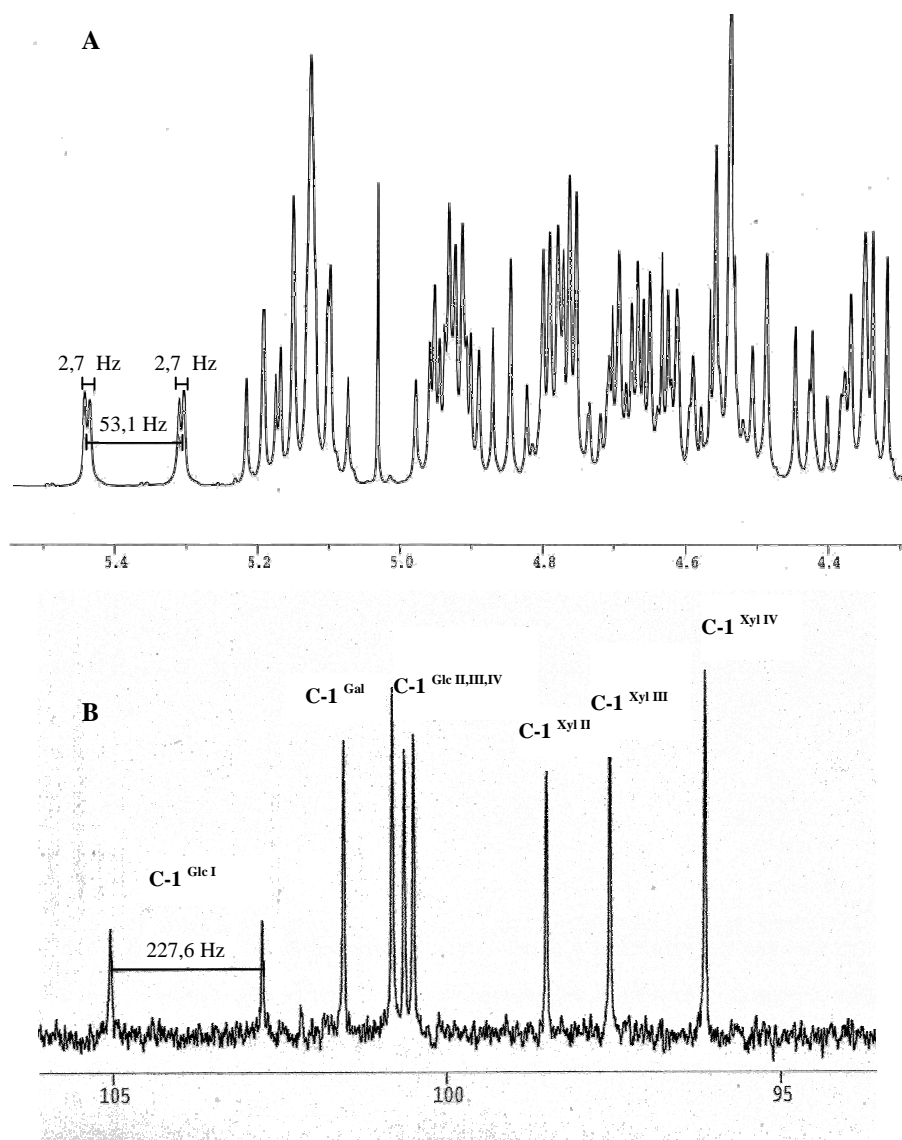 A
2,7 Hz 2,7 Hz
53,1 Hz
5.4 5.2 5.0 4.8 4.6 4.4
C-1 Xyl IV
B
C-1 Gal
C-1 Glc II,III,IV
C-1 Xyl II
C-1 Xyl III
C-1 Glc I
227,6 Hz
105 100 95